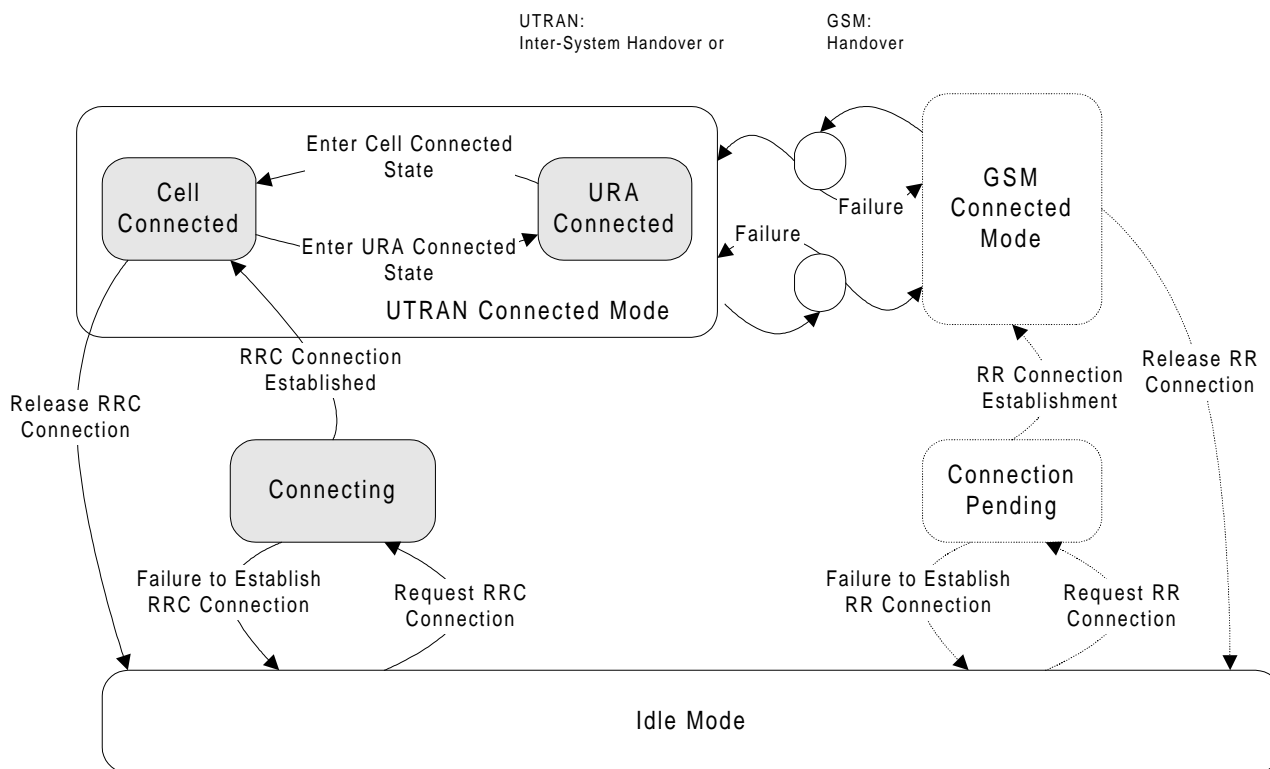 UTRAN:
Inter-System Handover or
GSM:
Handover
Enter Cell Connected
State
Cell
Connected
URA
Connected
Enter URA Connected
State
UTRAN Connected Mode
Failure
Failure
GSM
Connected
Mode
RRC Connection
Established
Release RRC
Connection
RR Connection
Establishment
Release RR
Connection
Connecting
Connection
Pending
Failure to Establish
RRC Connection
Request RRC
Connection
Failure to Establish
RR Connection
Request RR
Connection
Idle Mode